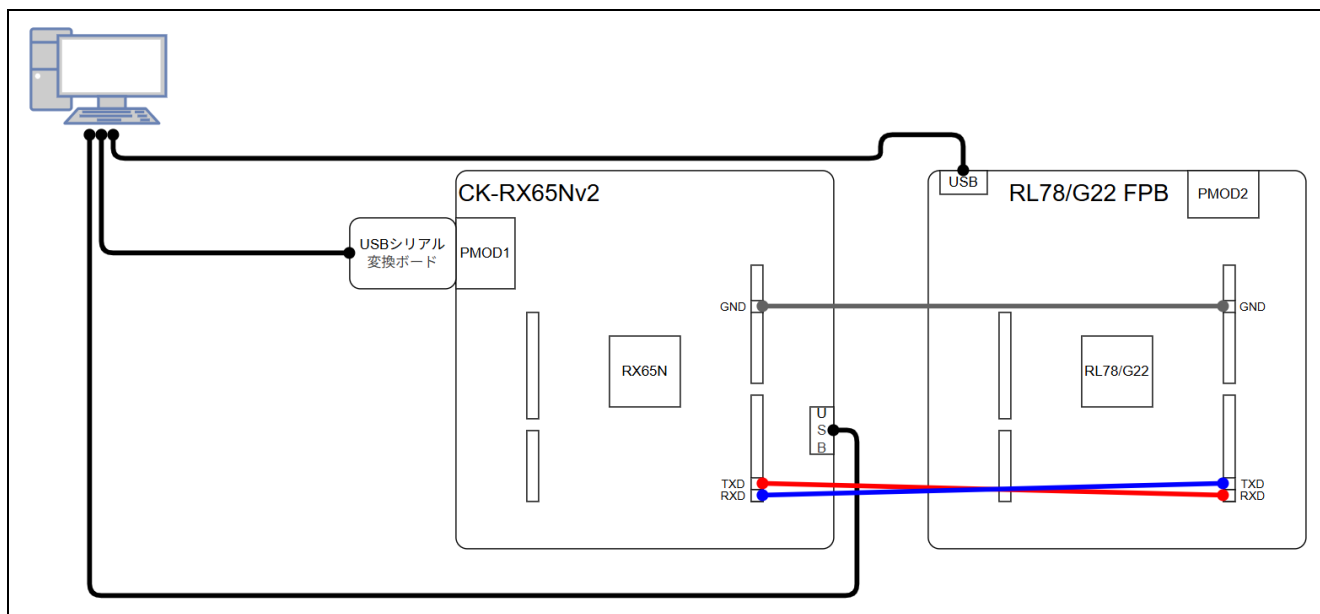 CK-RX65Nv2
USBシリアル
変換ボード
PMOD1
GND
RX65N
U
S
B
TXD
RXD
USB
RL78/G22 FPB
PMOD2
GND
RL78/G22
TXD
RXD